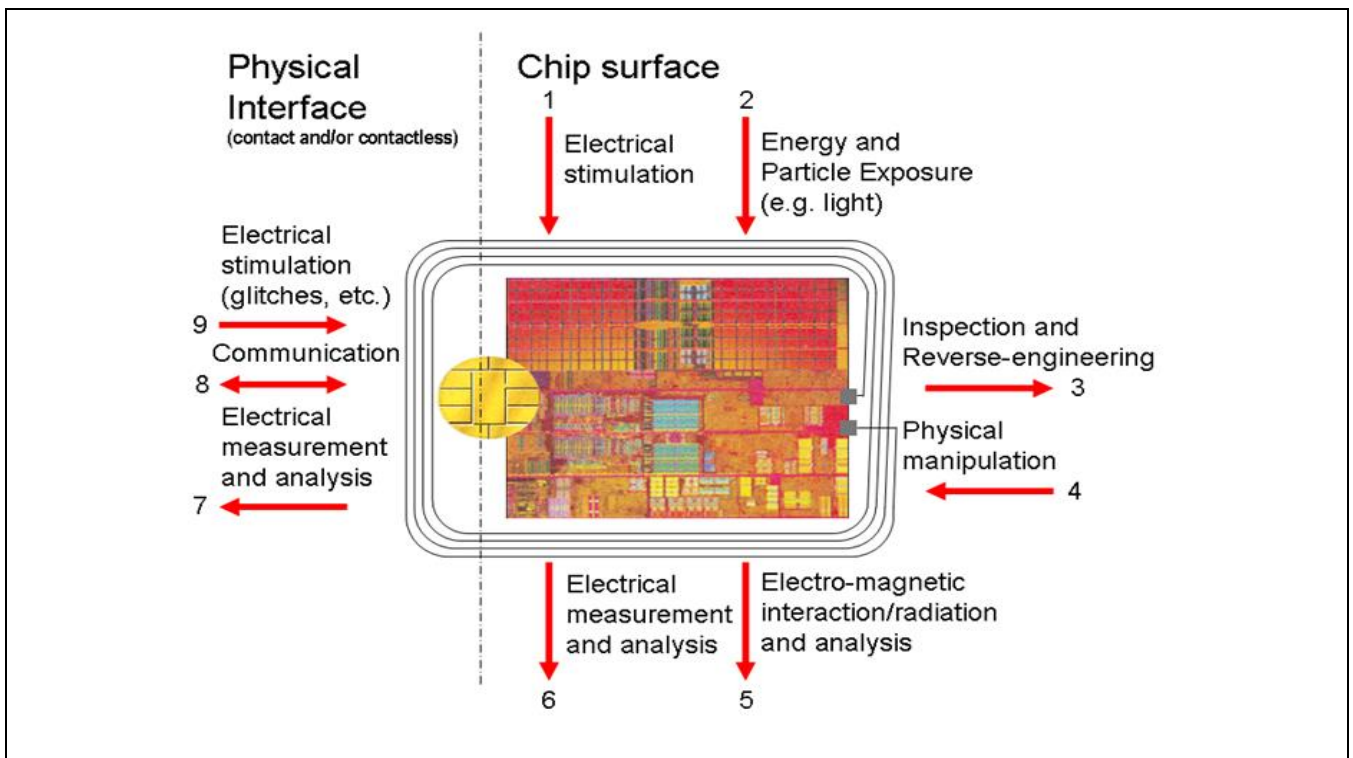 Physical
Interface
(contact and/or contactless)
Chip surface
1
Electrical
stimulation
2
Energy and
Particle Exposure
(e.g. light)
Electrical
stimulation
(glitches, etc.)
9
Communication
8
Electrical
measurement
and analysis
7
Inspection and
Reverse-engineering
3
Physical
manipulation
4
Electrical
measurement
and analysis
6
Electro-magnetic
interaction/radiation
and analysis
5